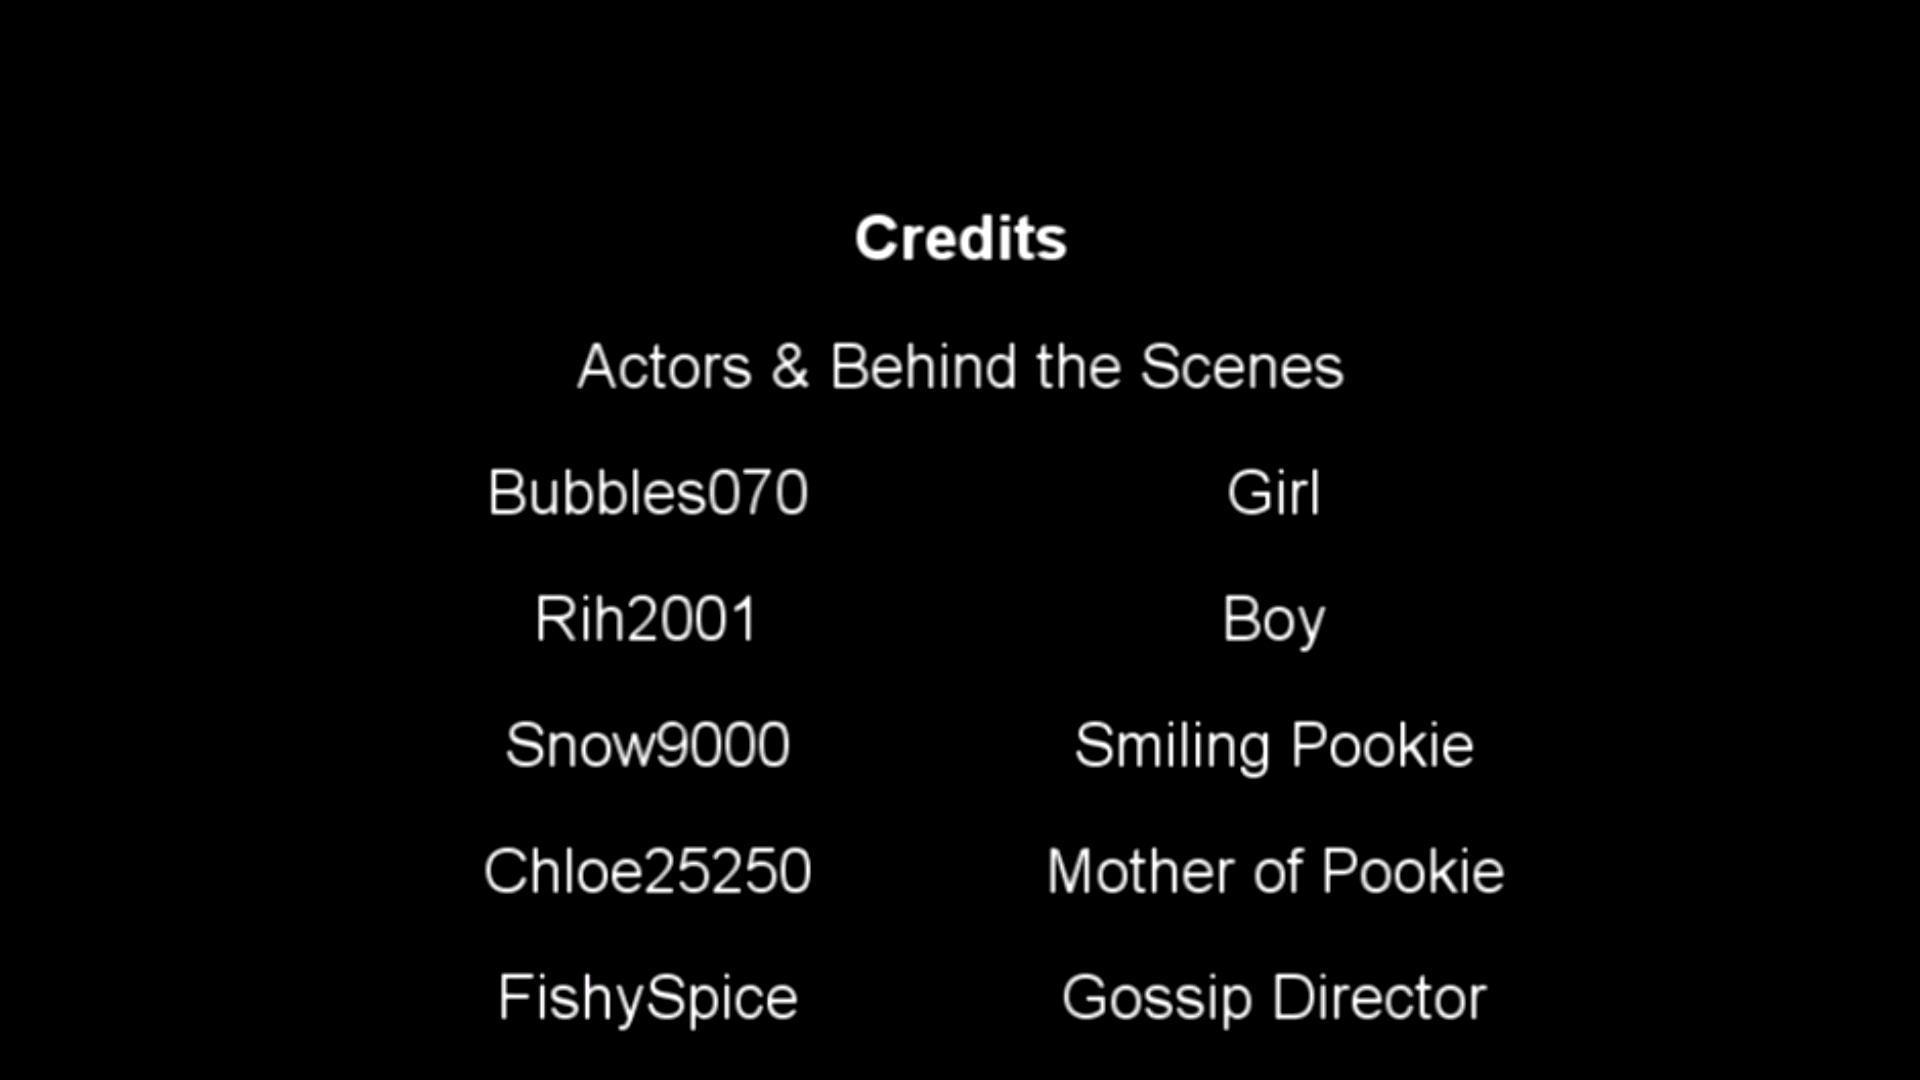 Credits
Actors & Behind the Scenes
Bubbles070 Girl
Rih2001 Boy
Snow9000 Smiling Pookie
Chloe25250 Mother of Pookie
FishySpice Gossip Director